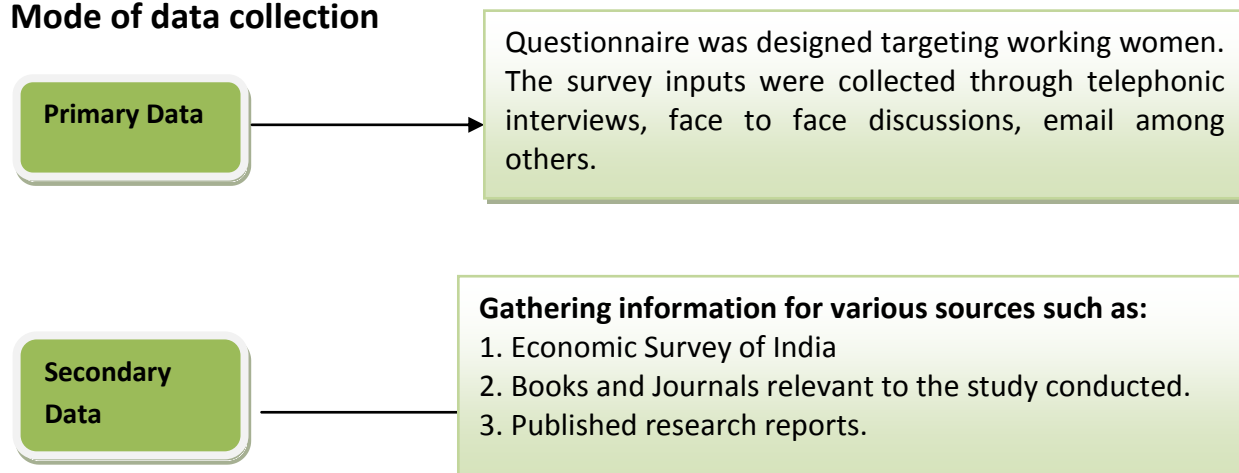 Mode of data collection
Primary Data
Questionnaire was designed targeting working women.
The survey inputs were collected through telephonic
interviews, face to face discussions, email among
others.
Secondary
Data
Gathering information for various sources such as:
1. Economic Survey of India
2. Books and Journals relevant to the study conducted.
3. Published research reports.